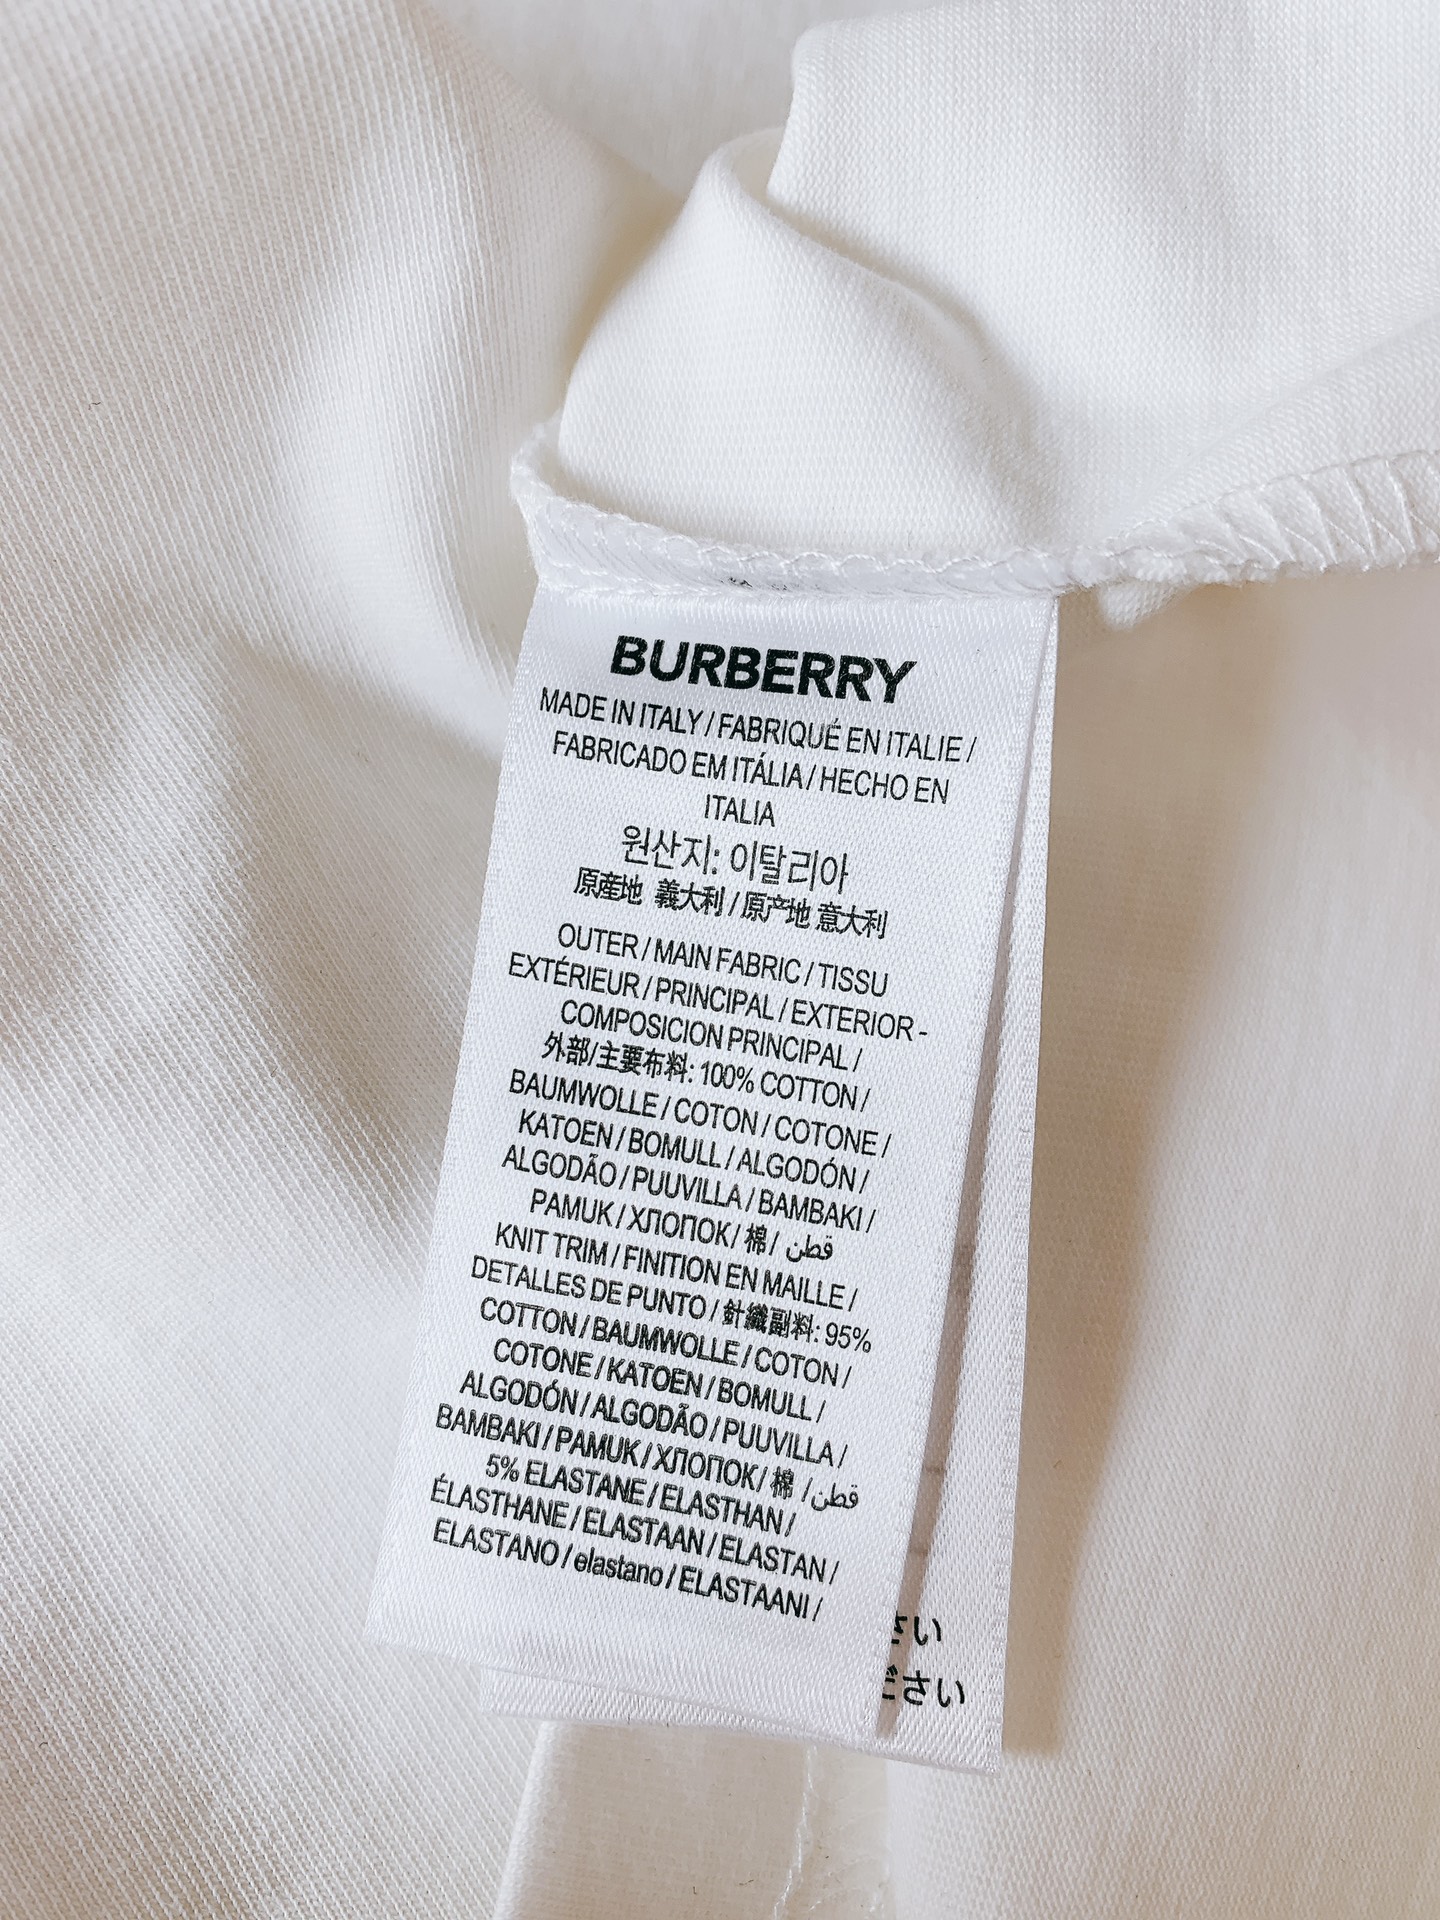 BURBERRY
MADE IN ITALY / FABRIQUÉ EN ITALIE /
FABRICADO EM ITÁLIA / HECHO EN
ITALIA
원산지: 이탈리아
原産地 義大利 / 原产地 意大利
OUTER / MAIN FABRIC / TISSU
EXTÉRIEUR / PRINCIPAL / EXTERIOR -
COMPOSICION PRINCIPAL /
外部/主要布料: 100% COTTON /
BAUMWOLLE / COTON / COTONE /
KATOEN / BOMULL / ALGODÓN /
ALGODÃO / PUUVILLA / BAMBAKI /
PAMUK / ХЛОПОК / 棉 / قطن
KNIT TRIM / FINITION EN MAILLE /
DETALLES DE PUNTO / 針織副料: 95%
COTTON / BAUMWOLLE / COTON /
COTONE / KATOEN / BOMULL /
ALGODÓN / ALGODÃO / PUUVILLA /
BAMBAKI / PAMUK / ХЛОПОК / 棉 / قطن
5% ELASTANE / ELASTHAN /
ÉLASTHANE / ELASTAAN / ELASTAN /
ELASTANO / elastano / ELASTAANI /
さい
ださい